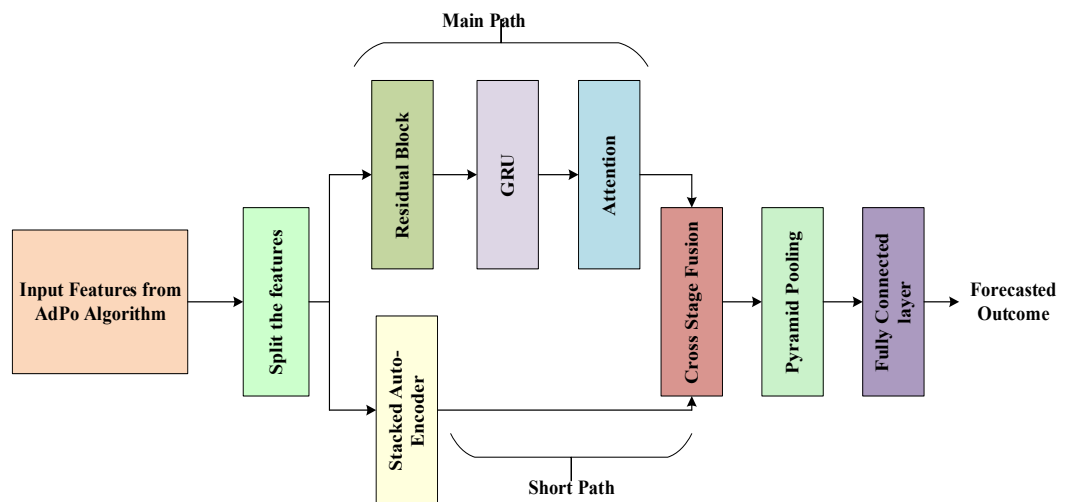 Main Path
Residual Block
GRU
Attention
Input Features from
AdPo Algorithm
Split the features
Stacked Auto-
Encoder
Cross Stage Fusion
Pyramid Pooling
Fully Connected
layer
Forecasted
Outcome
Short Path